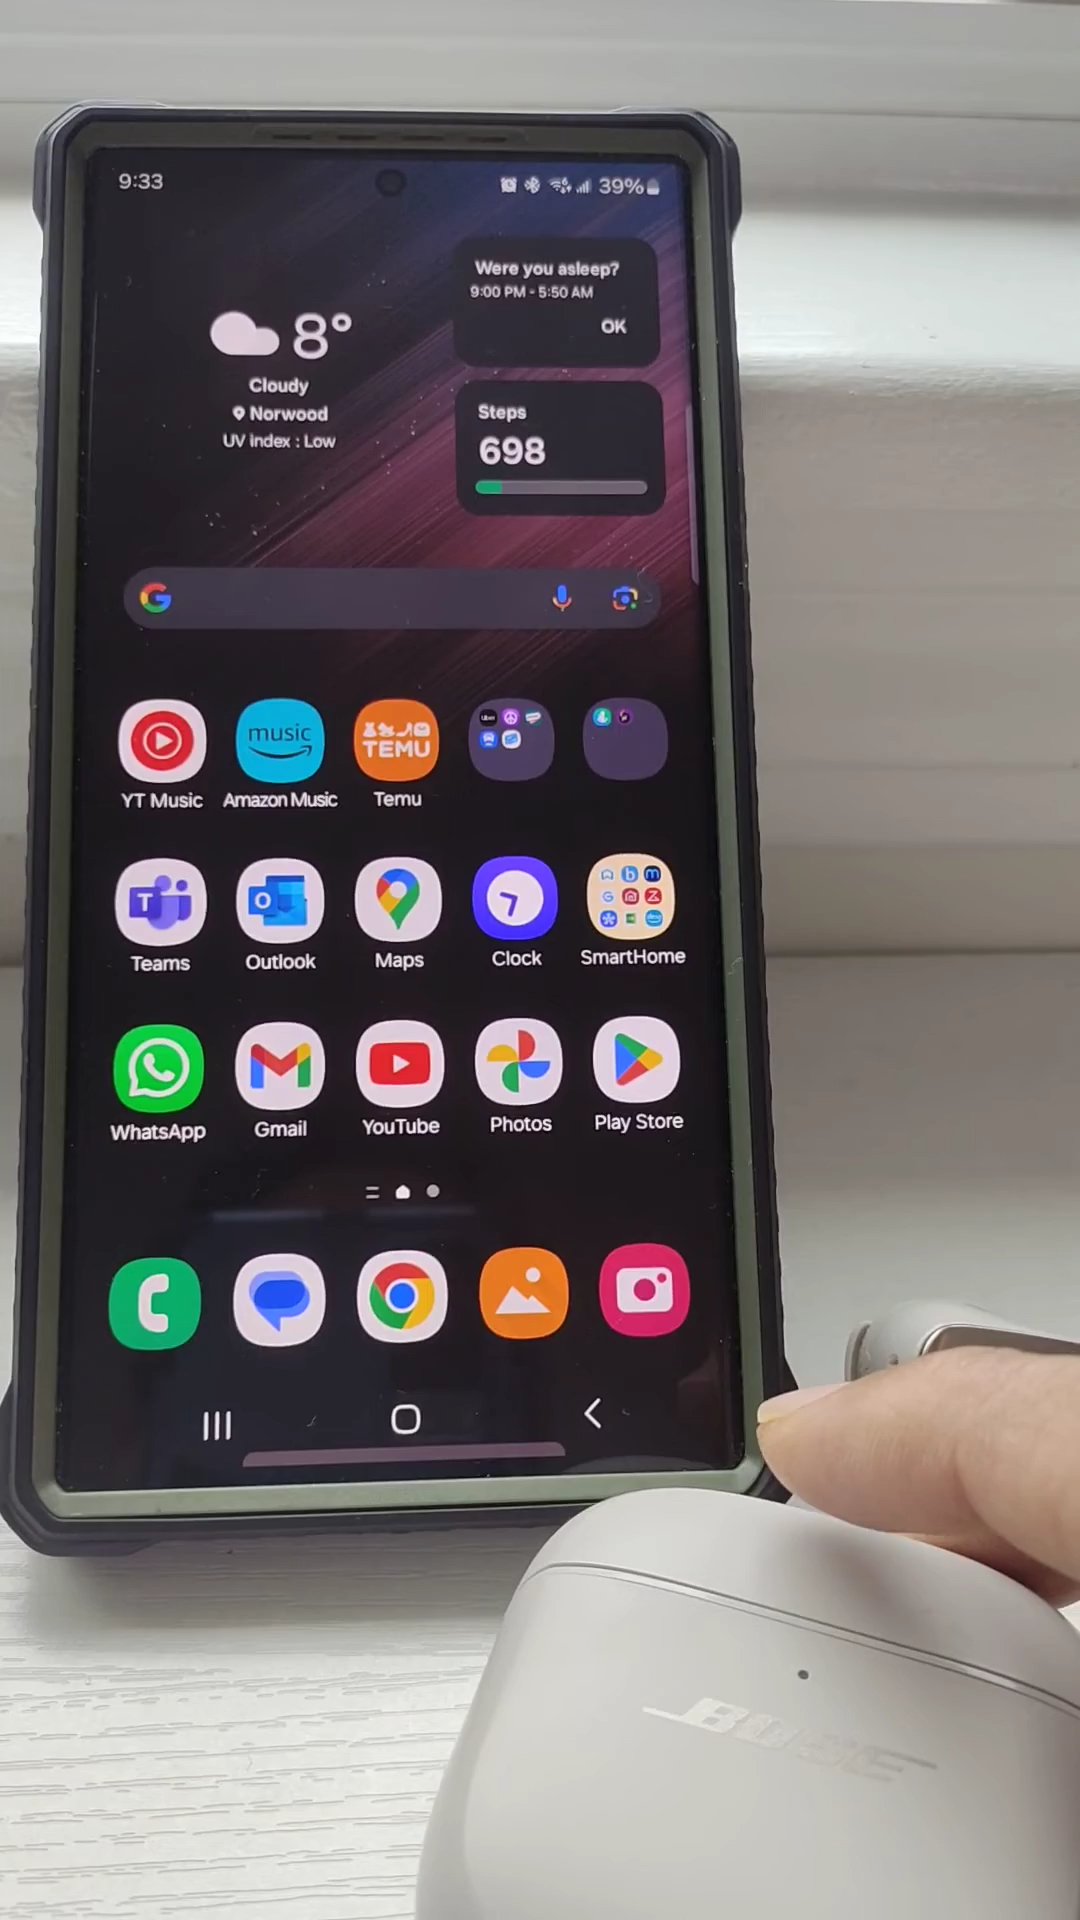 9:33
39%
Were you asleep?
9:00 PM - 5:50 AM
OK
8°
Cloudy
Norwood
UV index : Low
Steps
698
music
TEMU
Uber
YT Music
Amazon Music
Temu
Teams
Outlook
Maps
Clock
SmartHome
WhatsApp
Gmail
YouTube
Photos
Play Store
BOSE